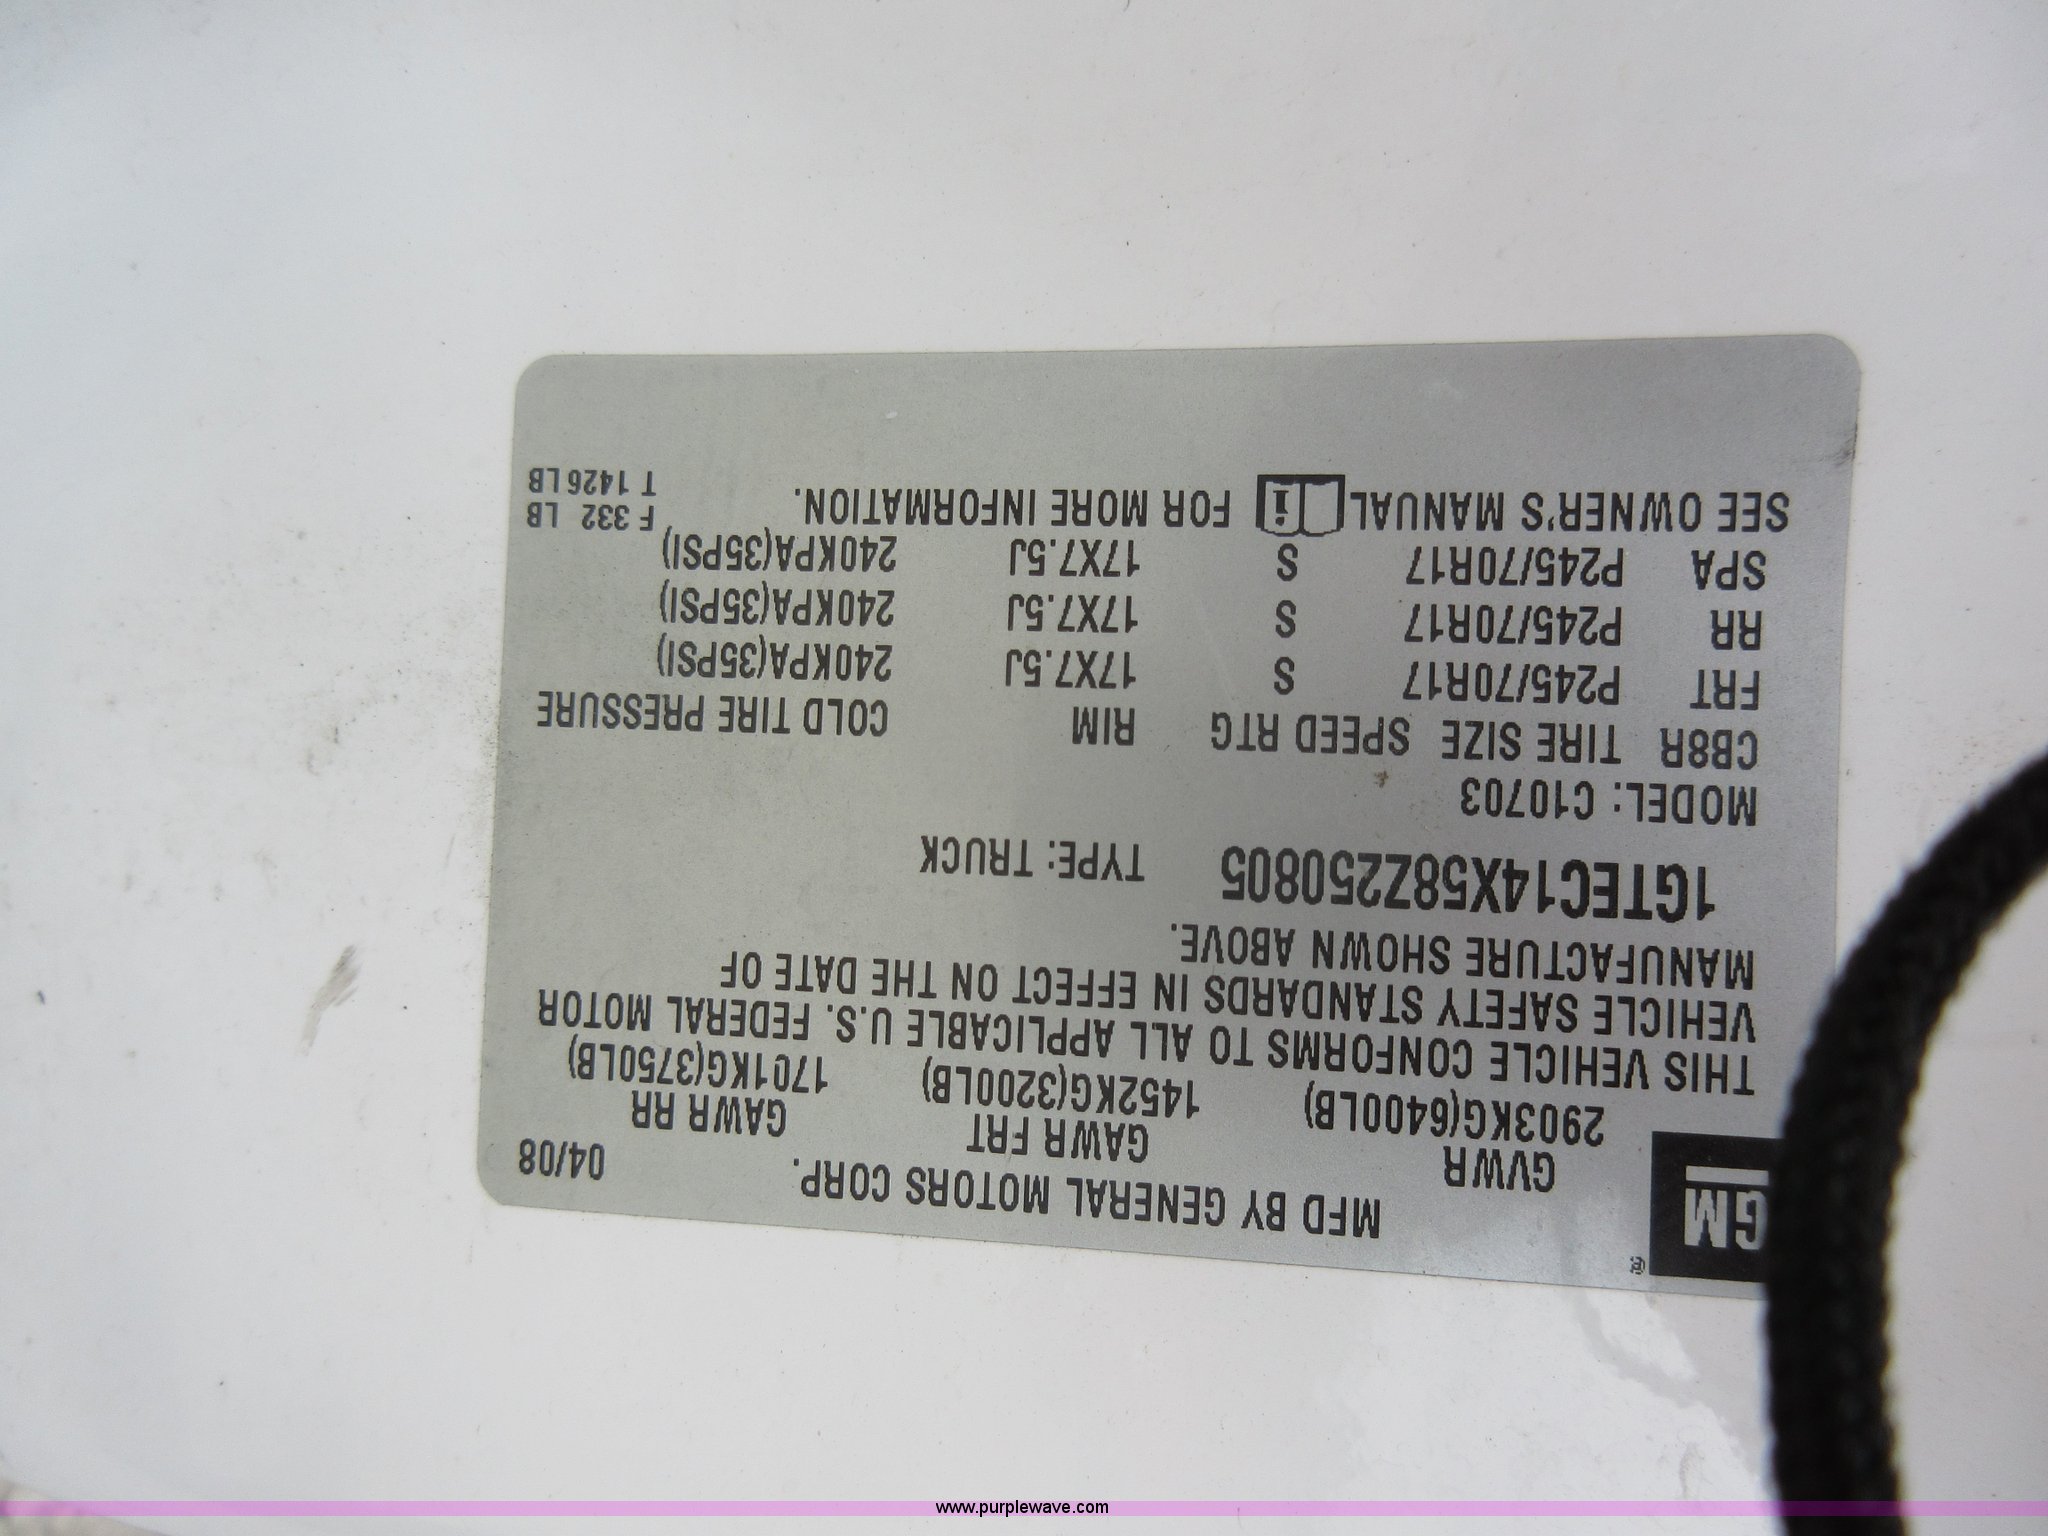 GM
MFD BY GENERAL MOTORS CORP. 04/08
GVWR GAWR FRT GAWR RR
2903KG(6400LB) 1452KG(3200LB) 1701KG(3750LB)
THIS VEHICLE CONFORMS TO ALL APPLICABLE U.S. FEDERAL MOTOR
VEHICLE SAFETY STANDARDS IN EFFECT ON THE DATE OF
MANUFACTURE SHOWN ABOVE.
1GTEC14X58Z250805 TYPE: TRUCK
MODEL: C10703
CB8R TIRE SIZE SPEED RTG RIM COLD TIRE PRESSURE
FRT P245/70R17 S 17X7.5J 240KPA(35PSI)
RR P245/70R17 S 17X7.5J 240KPA(35PSI)
SPA P245/70R17 S 17X7.5J 240KPA(35PSI)
SEE OWNER'S MANUAL i FOR MORE INFORMATION.
F 332 LB
T 1426 LB
www.purplewave.com